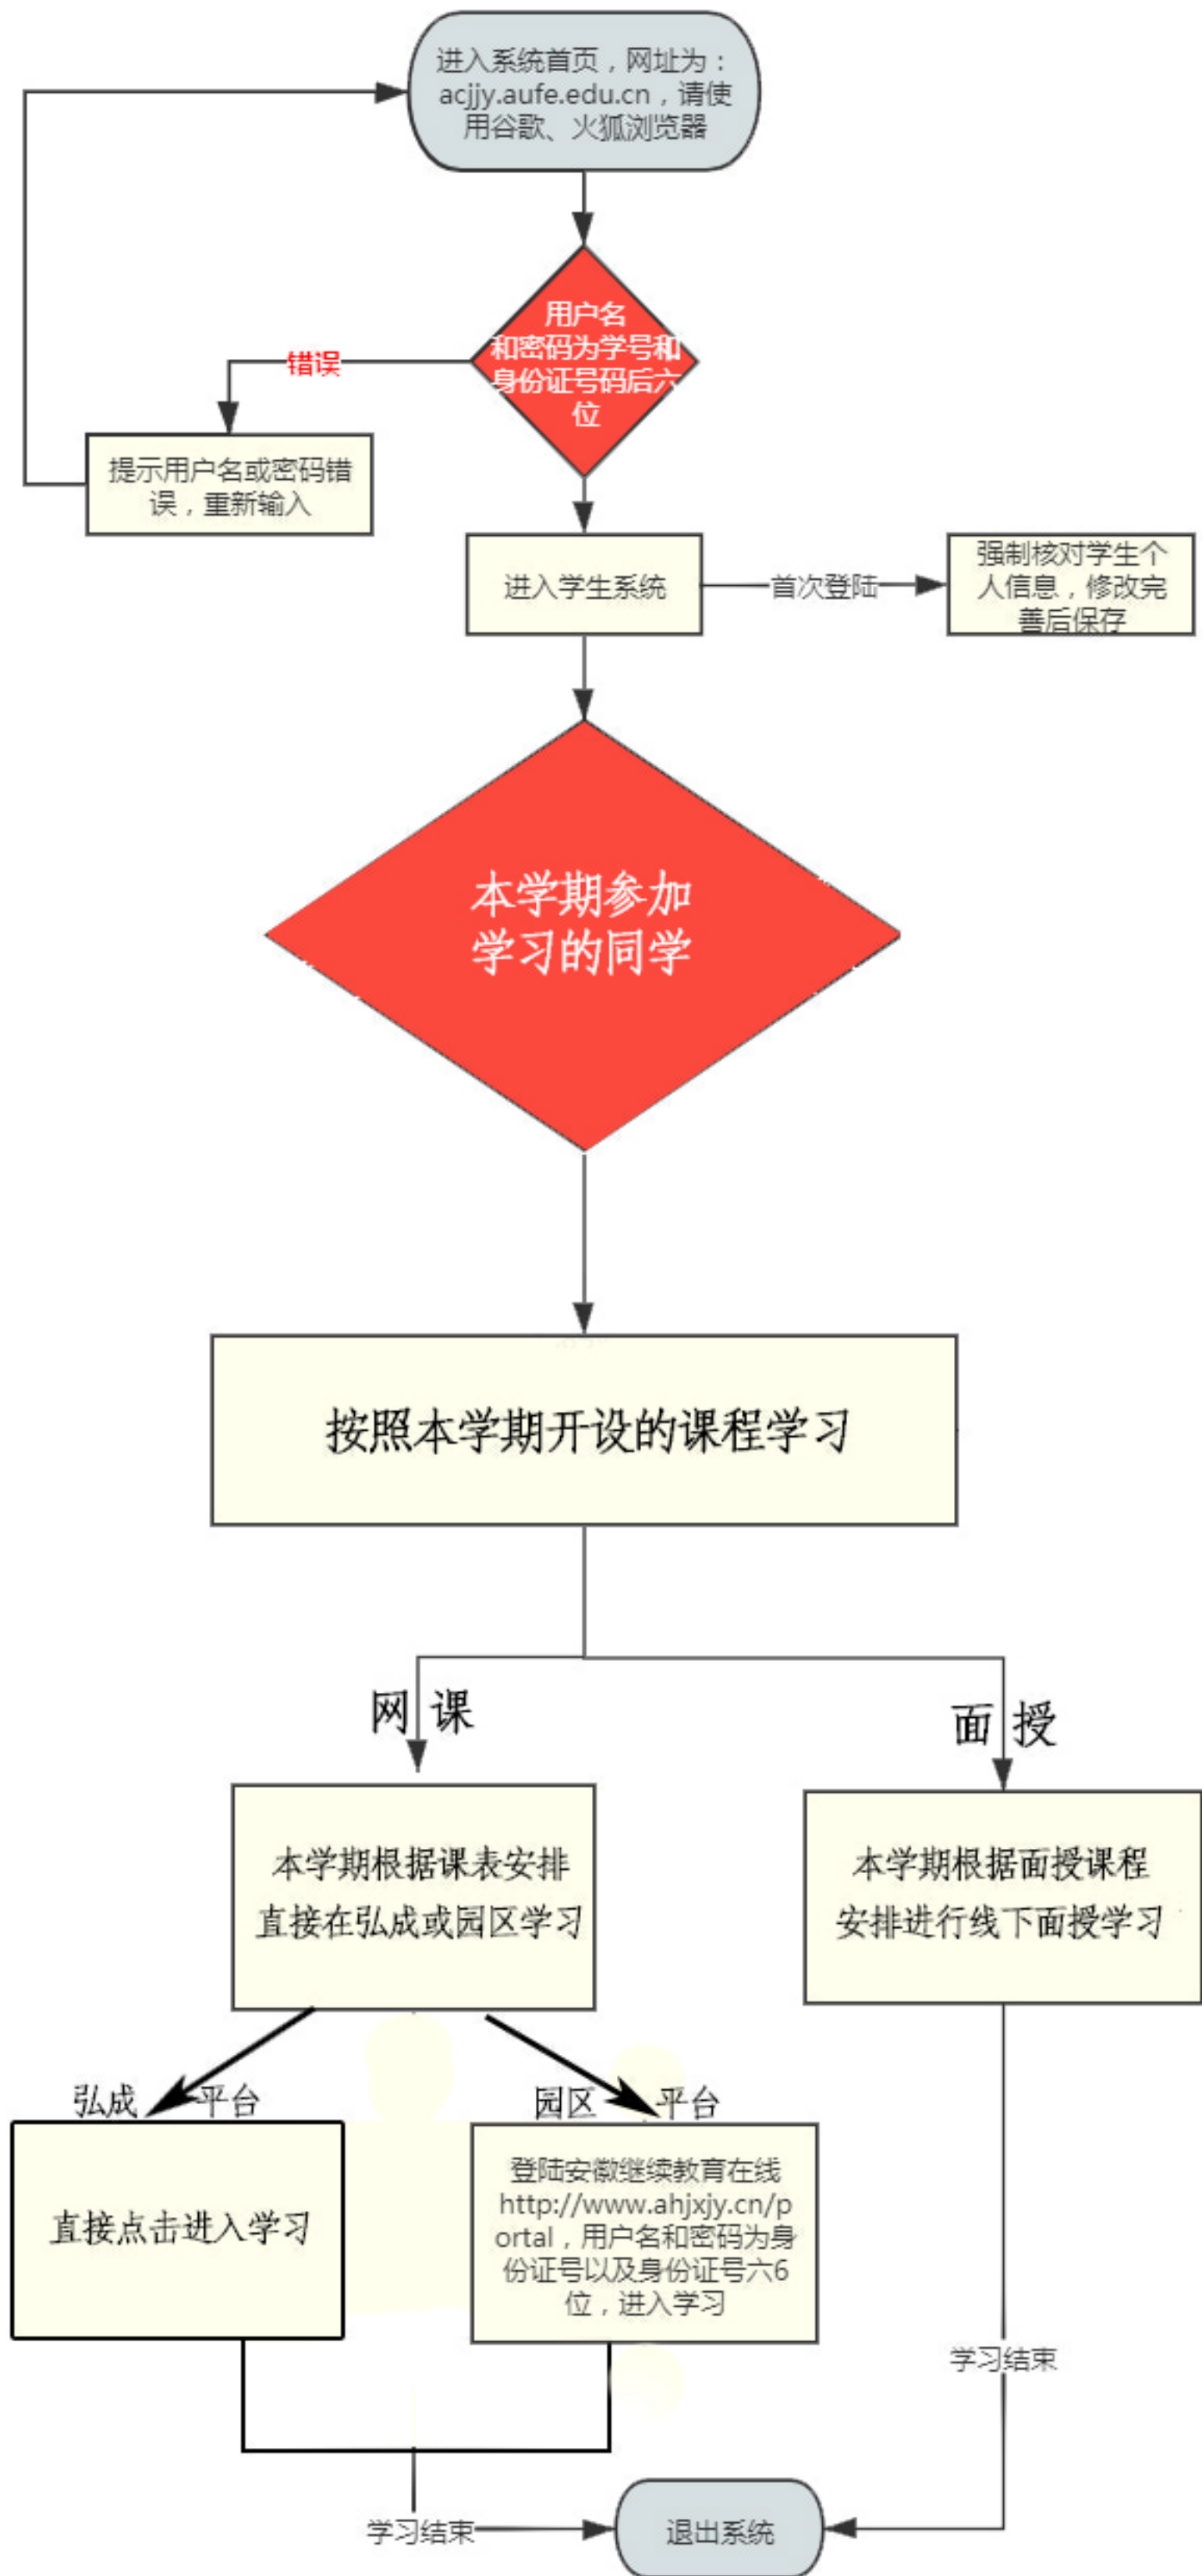 进入系统首页，网址为：
acjjy.aufe.edu.cn，请使
用谷歌、火狐浏览器
用户名
和密码为学号和
身份证号码后六
位
错误
提示用户名或密码错
误，重新输入
进入学生系统
首次登陆
强制核对学生个
人信息，修改完
善后保存
本学期参加
学习的同学
按照本学期开设的课程学习
网课
面授
本学期根据课表安排
直接在弘成或园区学习
本学期根据面授课程
安排进行线下面授学习
弘成 平台
园区 平台
直接点击进入学习
登陆安徽继续教育在线
http://www.ahjxjy.cn/p
ortal，用户名和密码为身
份证号以及身份证号六6
位，进入学习
学习结束
学习结束
退出系统